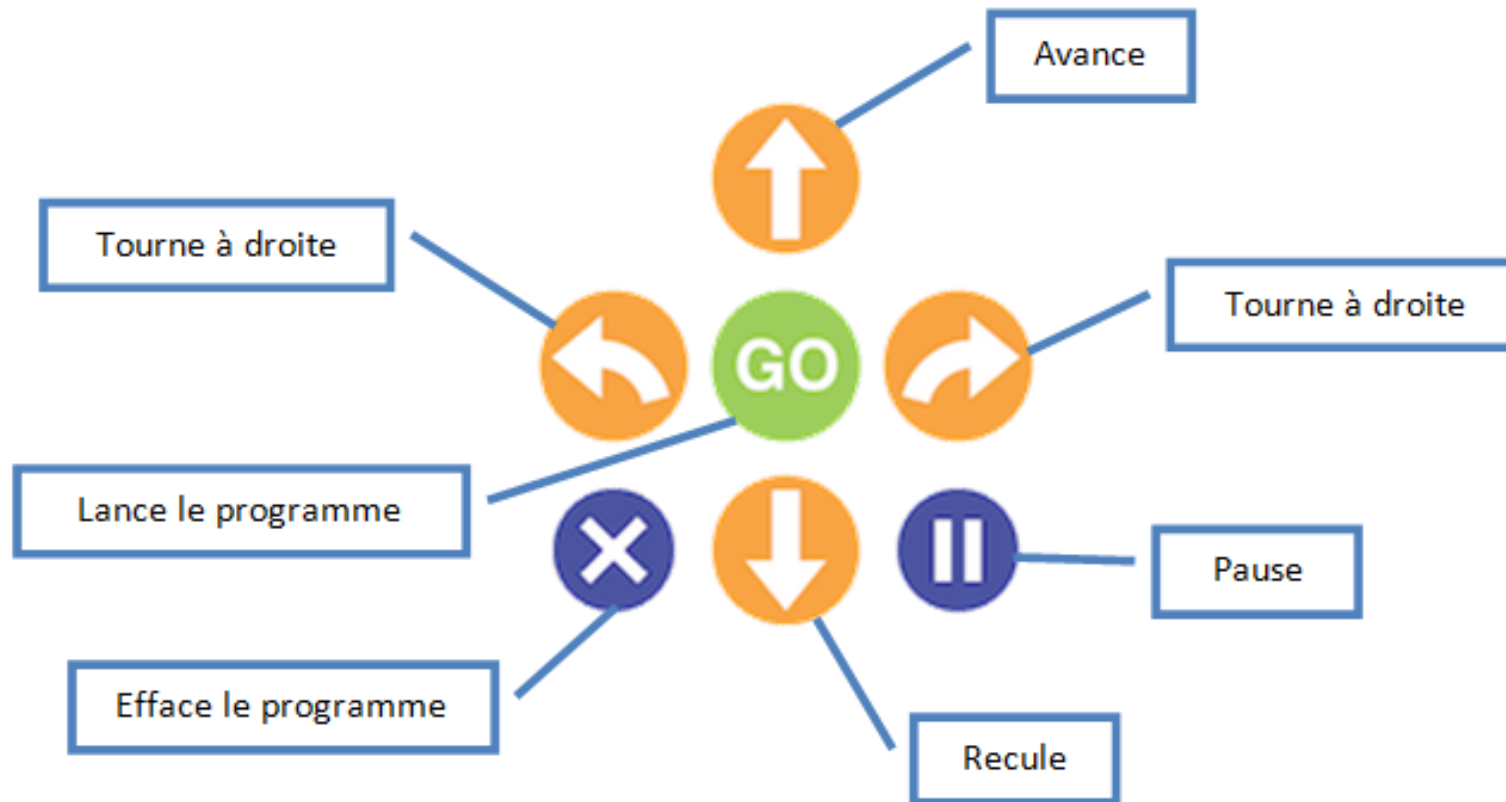 Avance
Tourne à droite
Tourne à droite
GO
Lance le programme
Pause
Efface le programme
Recule